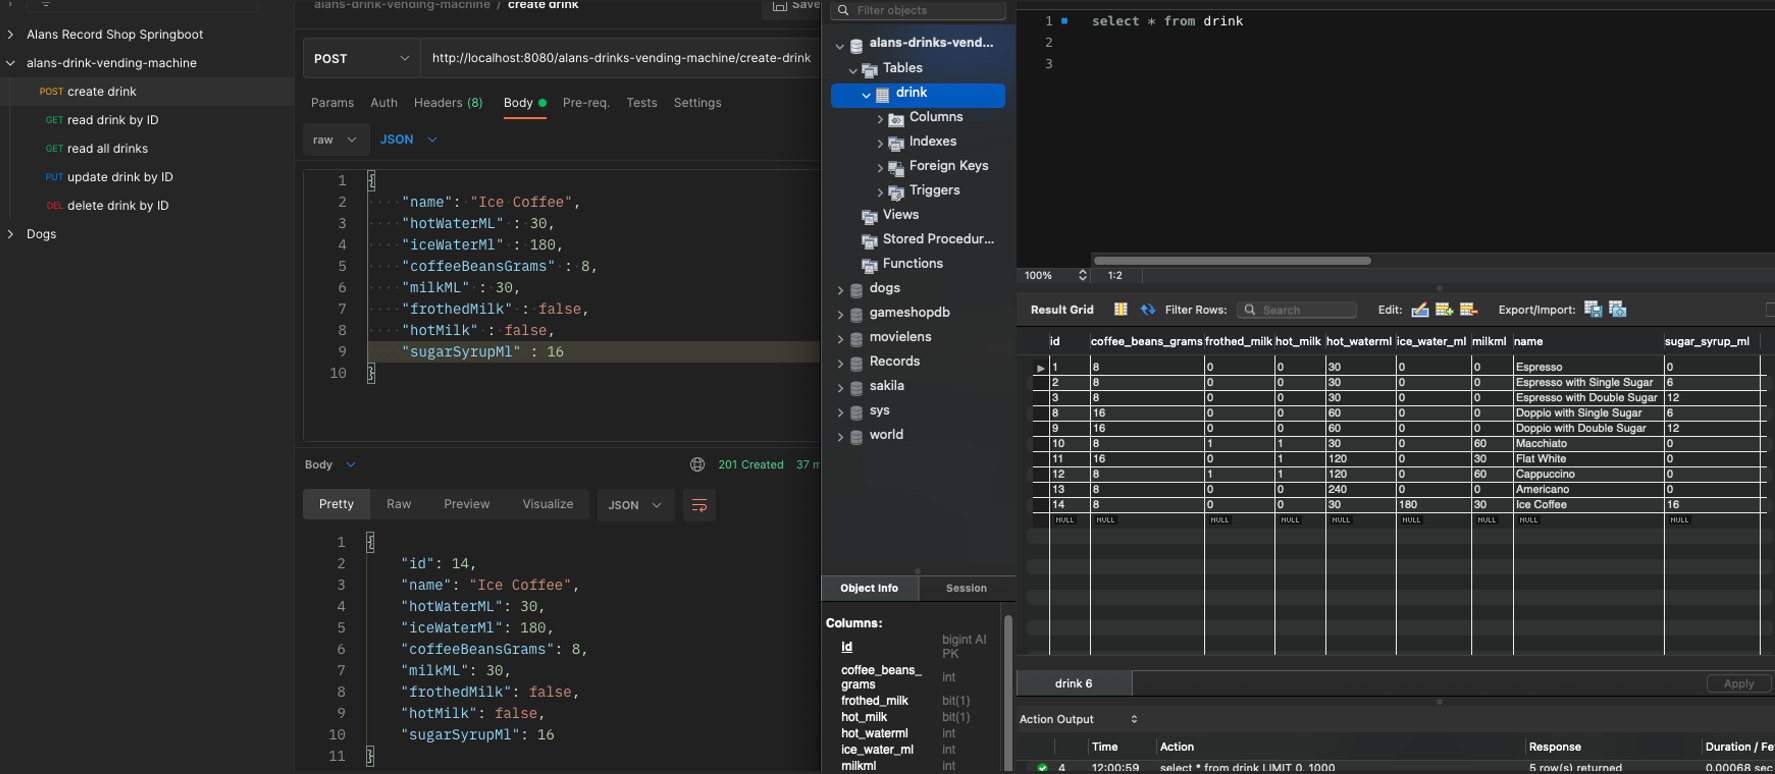 alans-drink-vending-machine / create drink
Save
Alans Record Shop Springboot
alans-drink-vending-machine
POST create drink
GET read drink by ID
GET read all drinks
PUT update drink by ID
DEL delete drink by ID
Dogs
POST http://localhost:8080/alans-drinks-vending-machine/create-drink
Params Auth Headers (8) Body Pre-req. Tests Settings
raw JSON
1 {
2 "name": "Ice Coffee",
3 "hotWaterML" : 30,
4 "iceWaterMl" : 180,
5 "coffeeBeansGrams" : 8,
6 "milkML" : 30,
7 "frothedMilk" : false,
8 "hotMilk" : false,
9 "sugarSyrupMl" : 16
10 }
Body 201 Created 37 m
Pretty Raw Preview Visualize JSON
1 {
2 "id": 14,
3 "name": "Ice Coffee",
4 "hotWaterML": 30,
5 "iceWaterMl": 180,
6 "coffeeBeansGrams": 8,
7 "milkML": 30,
8 "frothedMilk": false,
9 "hotMilk": false,
10 "sugarSyrupMl": 16
11 }
Filter objects
alans-drinks-vend...
Tables
drink
Columns
Indexes
Foreign Keys
Triggers
Views
Stored Procedur...
Functions
dogs
gameshopdb
movielens
Records
sakila
sys
world
Object Info Session
Columns:
id bigint AI PK
coffee_beans_grams int
frothed_milk bit(1)
hot_milk bit(1)
hot_waterml int
ice_water_ml int
milkml int
1 select * from drink
2
3
100% 1:2
Result Grid Filter Rows: Search Edit: Export/Import:
id coffee_beans_grams frothed_milk hot_milk hot_waterml ice_water_ml milkml name sugar_syrup_ml
1 8 0 0 30 0 0 Espresso 0
2 8 0 0 30 0 0 Espresso with Single Sugar 6
3 8 0 0 30 0 0 Espresso with Double Sugar 12
8 16 0 0 60 0 0 Doppio with Single Sugar 6
9 16 0 0 60 0 0 Doppio with Double Sugar 12
10 8 1 1 30 0 60 Macchiato 0
11 16 0 1 120 0 30 Flat White 0
12 8 1 1 120 0 60 Cappuccino 0
13 8 0 0 240 0 0 Americano 0
14 8 0 0 30 180 30 Ice Coffee 16
NULL NULL NULL NULL NULL NULL NULL NULL NULL
drink 6 Apply
Action Output
Time Action Response Duration / Fe
4 12:00:59 select * from drink LIMIT 0, 1000 5 row(s) returned 0.00068 sec